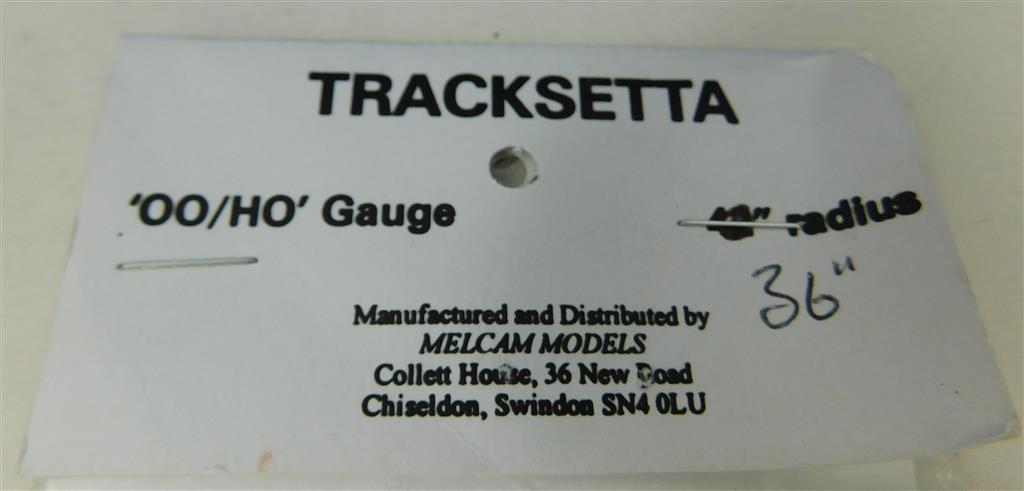 TRACKSETTA
'OO/HO' Gauge
radius
36"
Manufactured and Distributed by
MELCAM MODELS
Collett House, 36 New Road
Chiseldon, Swindon SN4 0LU